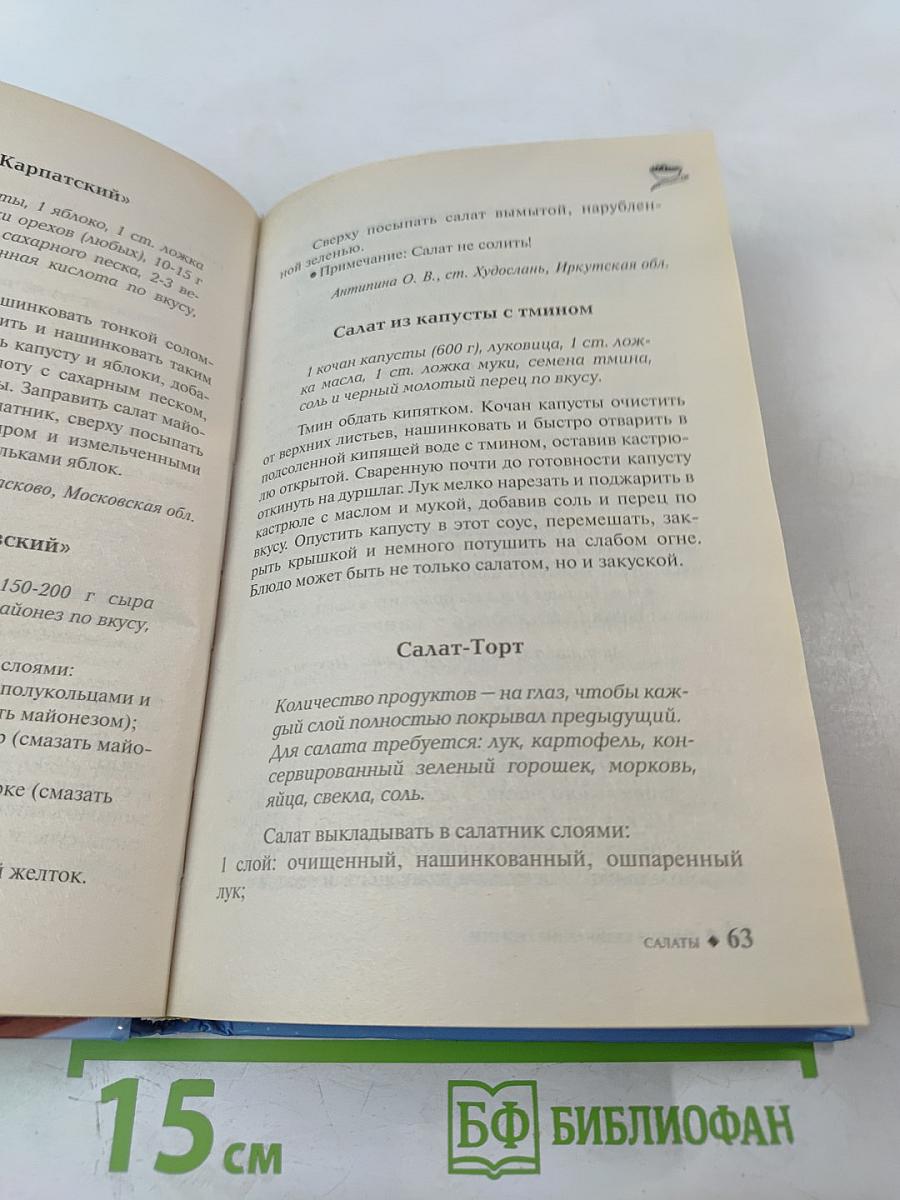 Карпатский»
ты, 1 яблоко, 1 ст. ложка
ки орехов (любых), 10-15 г
сахарного песка, 2-3 ве-
нная кислота по вкусу,
шинковать тонкой солом-
ить и нашинковать таким
ь капусту и яблоки, доба-
лоту с сахарным песком,
ы. Заправить салат майо-
латник, сверху посыпать
ром и измельченными
льками яблок.
асково, Московская обл.
вский»
150-200 г сыра
айонез по вкусу,
слоями:
полукольцами и
ть майонезом);
р (смазать майо-
рке (смазать
й желток.
Сверху посыпать салат вымытой, нарублен-
ной зеленью.
• Примечание: Салат не солить!
Антипина О. В., ст. Худослань, Иркутская обл.
Салат из капусты с тмином
1 кочан капусты (600 г), луковица, 1 ст. лож-
ка масла, 1 ст. ложка муки, семена тмина,
соль и черный молотый перец по вкусу.
Тмин обдать кипятком. Кочан капусты очистить
от верхних листьев, нашинковать и быстро отварить в
подсоленной кипящей воде с тмином, оставив кастрю-
лю открытой. Сваренную почти до готовности капусту
откинуть на дуршлаг. Лук мелко нарезать и поджарить в
кастрюле с маслом и мукой, добавив соль и перец по
вкусу. Опустить капусту в этот соус, перемешать, зак-
рыть крышкой и немного потушить на слабом огне.
Блюдо может быть не только салатом, но и закуской.
Салат-Торт
Количество продуктов — на глаз, чтобы каж-
дый слой полностью покрывал предыдущий.
Для салата требуется: лук, картофель, кон-
сервированный зеленый горошек, морковь,
яйца, свекла, соль.
Салат выкладывать в салатник слоями:
1 слой: очищенный, нашинкованный, ошпаренный
лук;
САЛАТЫ ◆ 63
15 см
БФ БИБЛИОФАН